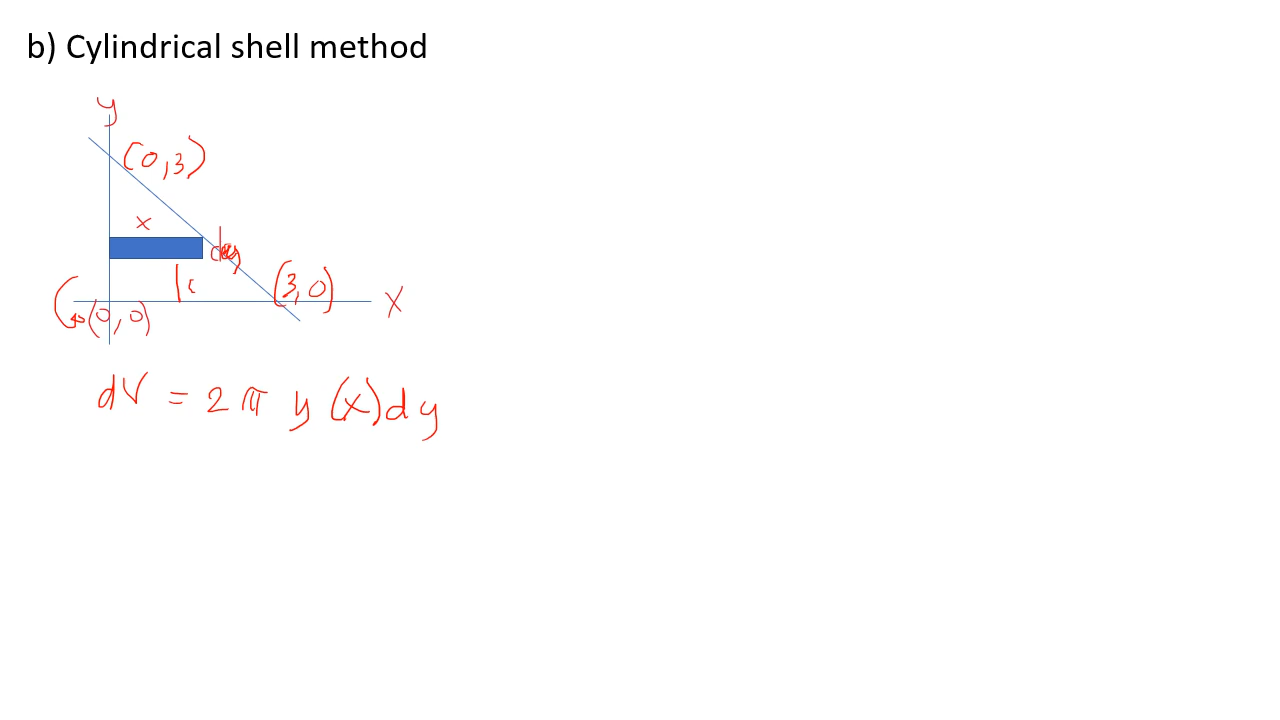 b) Cylindrical shell method
y
(0,3)
x
dy
(3,0)
x
(0,0)
dV = 2π y (x) dy